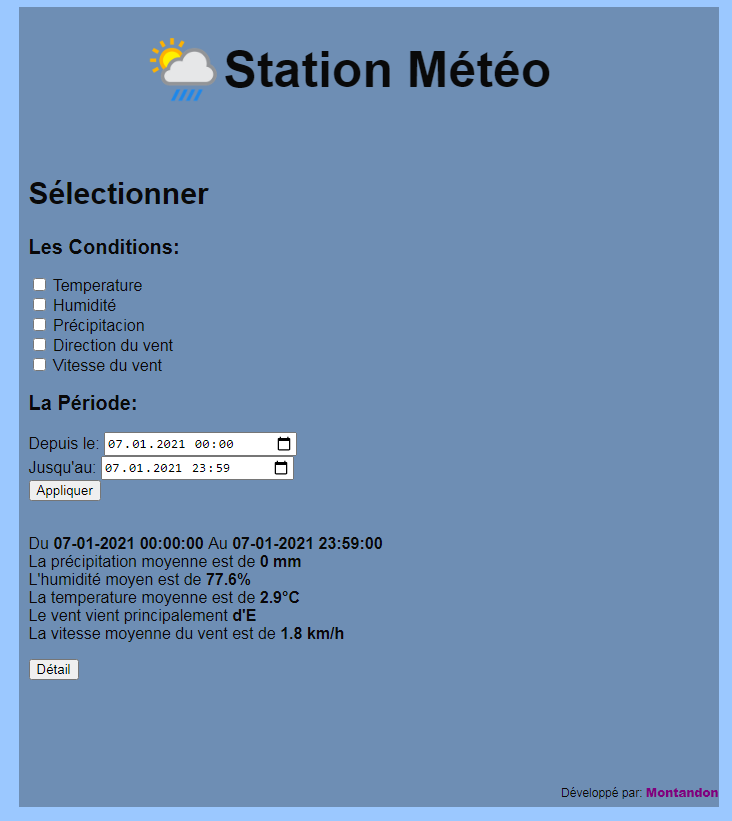 Station Météo
Sélectionner
Les Conditions:
Temperature
Humidité
Précipitacion
Direction du vent
Vitesse du vent
La Période:
Depuis le: 07.01.2021 00:00
Jusqu'au: 07.01.2021 23:59
Appliquer
Du 07-01-2021 00:00:00 Au 07-01-2021 23:59:00
La précipitation moyenne est de 0 mm
L'humidité moyen est de 77.6%
La temperature moyenne est de 2.9°C
Le vent vient principalement d'E
La vitesse moyenne du vent est de 1.8 km/h
Détail
Développé par: Montandon